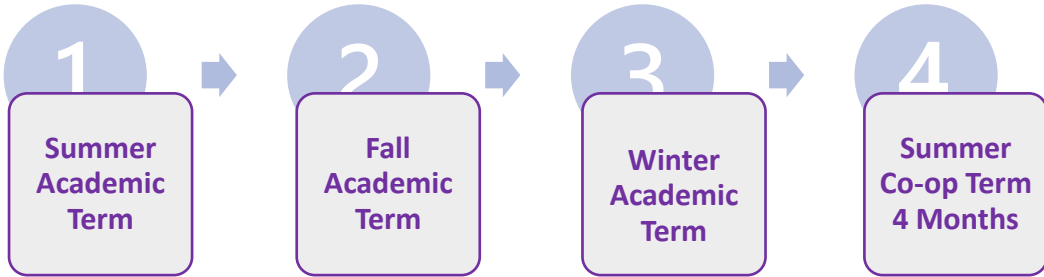 1
Summer
Academic
Term
2
Fall
Academic
Term
3
Winter
Academic
Term
4
Summer
Co-op Term
4 Months